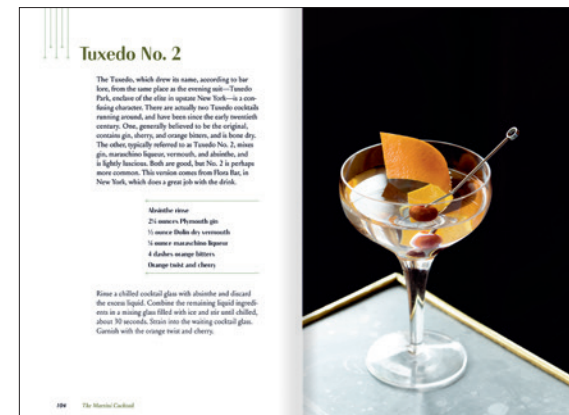 Tuxedo No. 2
The Tuxedo, which drew its name, according to bar
lore, from the same place as the evening suit—Tuxedo
Park, enclave of the elite in upstate New York—is a con-
fusing character. There are actually two Tuxedo cocktails
running around, and have been since the early twentieth
century. One, generally believed to be the original,
contains gin, sherry, and orange bitters, and is bone dry.
The other, typically referred to as Tuxedo No. 2, mixes
gin, maraschino liqueur, vermouth, and absinthe, and
is lightly luscious. Both are good, but No. 2 is perhaps
more common. This version comes from Flora Bar, in
New York, which does a great job with the drink.
Absinthe rinse
ounces Plymouth gin
ounce Dolin dry vermouth
ounce maraschino liqueur
4 dashes orange bitters
Orange twist and cherry
Rinse a chilled cocktail glass with absinthe and discard
the excess liquid. Combine the remaining liquid ingredi-
ents in a mixing glass filled with ice and stir until chilled,
about 30 seconds. Strain into the waiting cocktail glass.
Garnish with the orange twist and cherry.
104 The Martini Cocktail